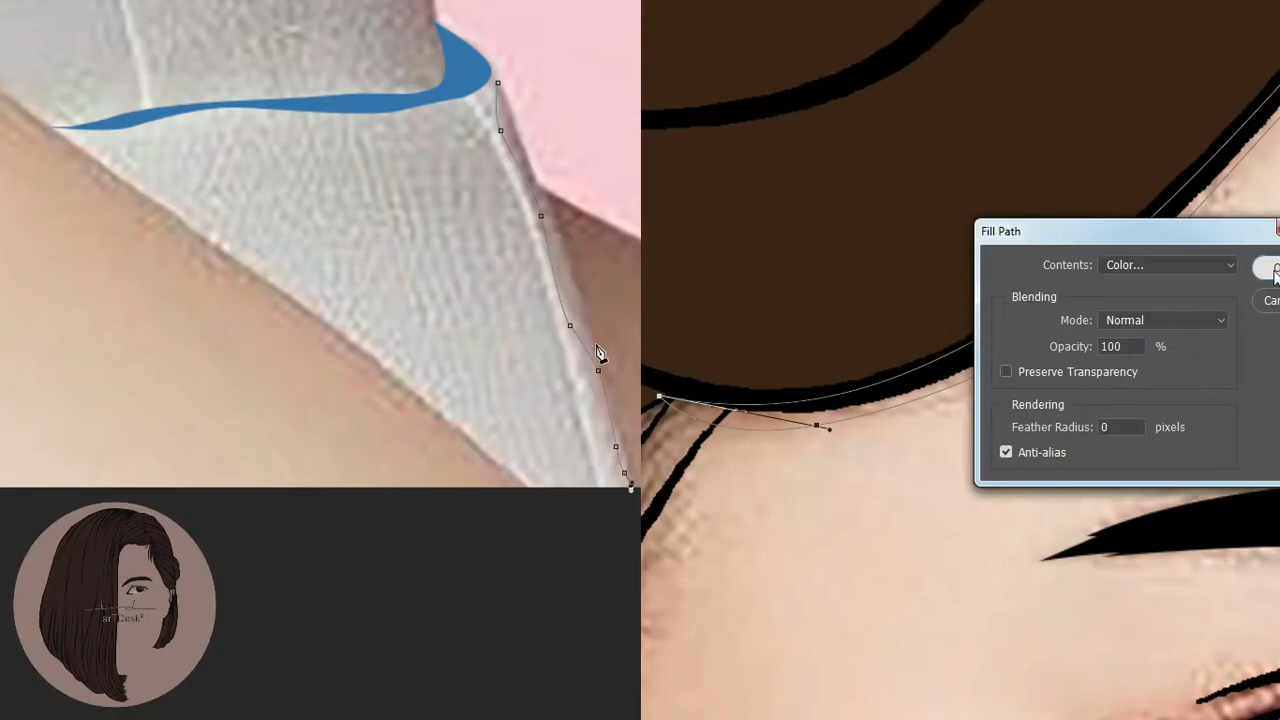 Fill Path
Contents: Color...
Blending
Mode: Normal
Opacity: 100 %
Preserve Transparency
Rendering
Feather Radius: 0 pixels
Anti-alias